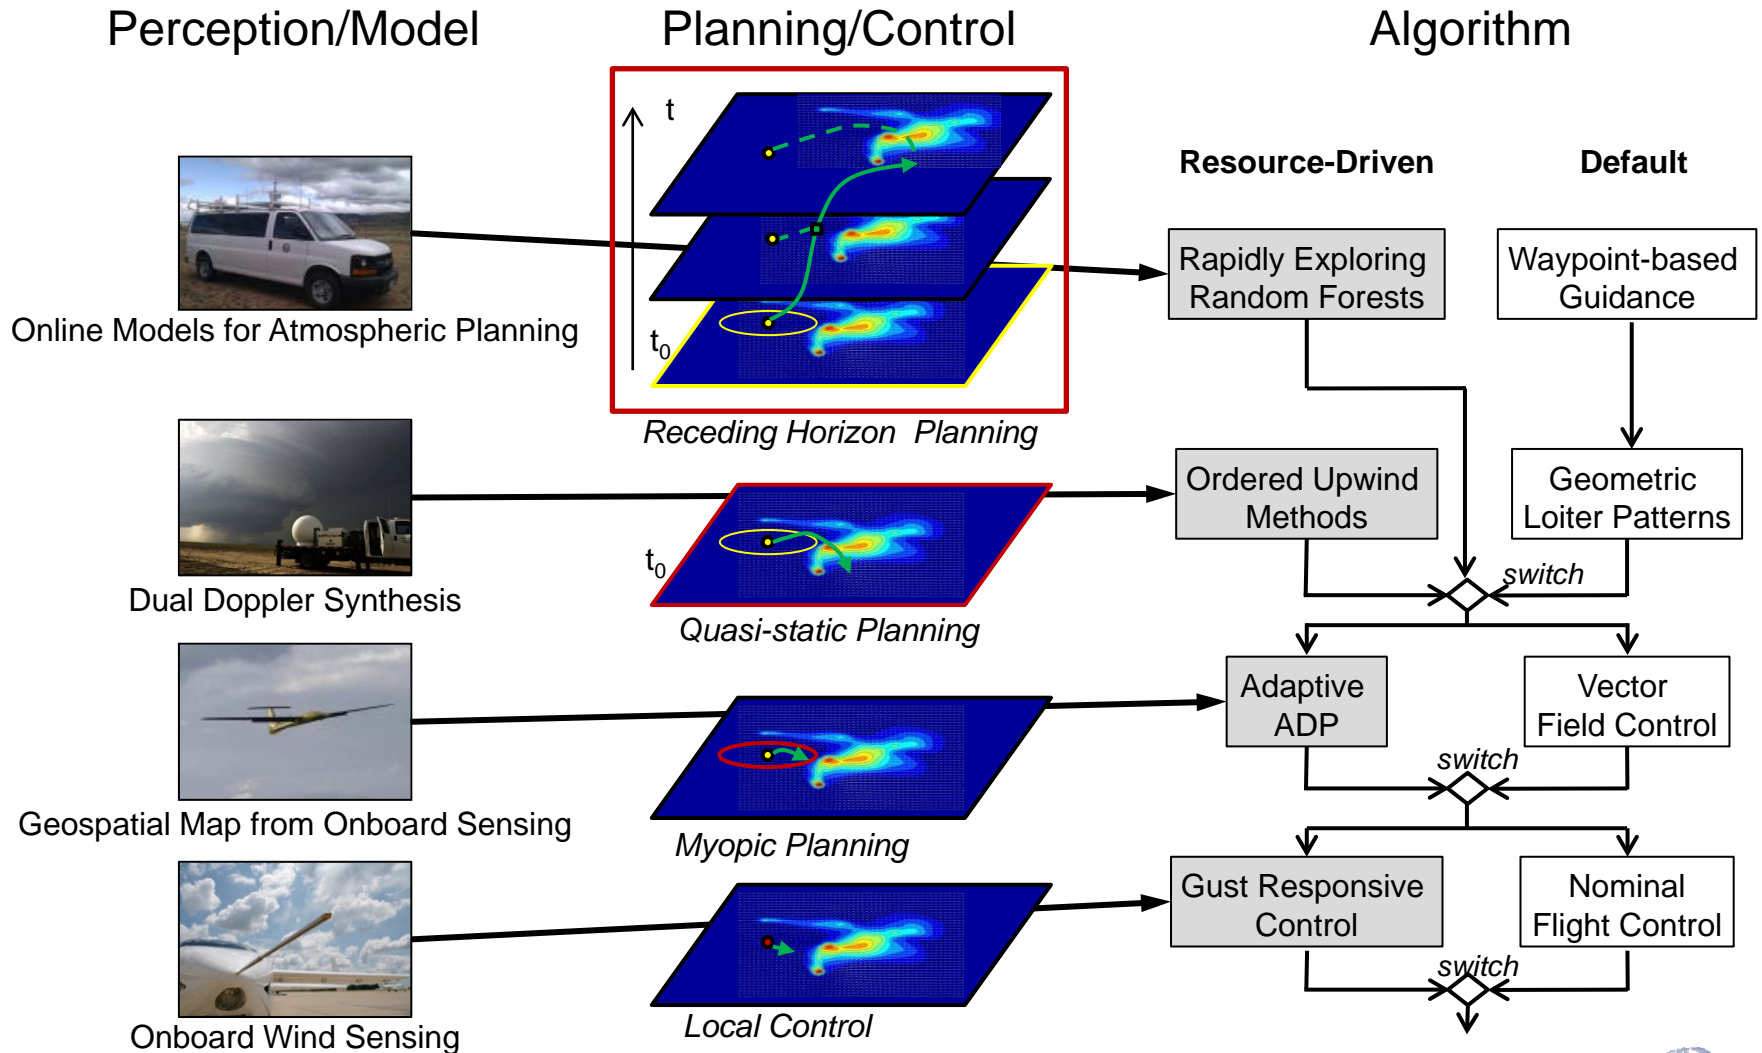 Perception/Model
Planning/Control
Algorithm
t
t0
Resource-Driven
Default
Online Models for Atmospheric Planning
Receding Horizon Planning
Rapidly Exploring
Random Forests
Waypoint-based
Guidance
Dual Doppler Synthesis
t0
Quasi-static Planning
Ordered Upwind
Methods
Geometric
Loiter Patterns
switch
Geospatial Map from Onboard Sensing
Myopic Planning
Adaptive
ADP
Vector
Field Control
switch
Onboard Wind Sensing
Local Control
Gust Responsive
Control
Nominal
Flight Control
switch